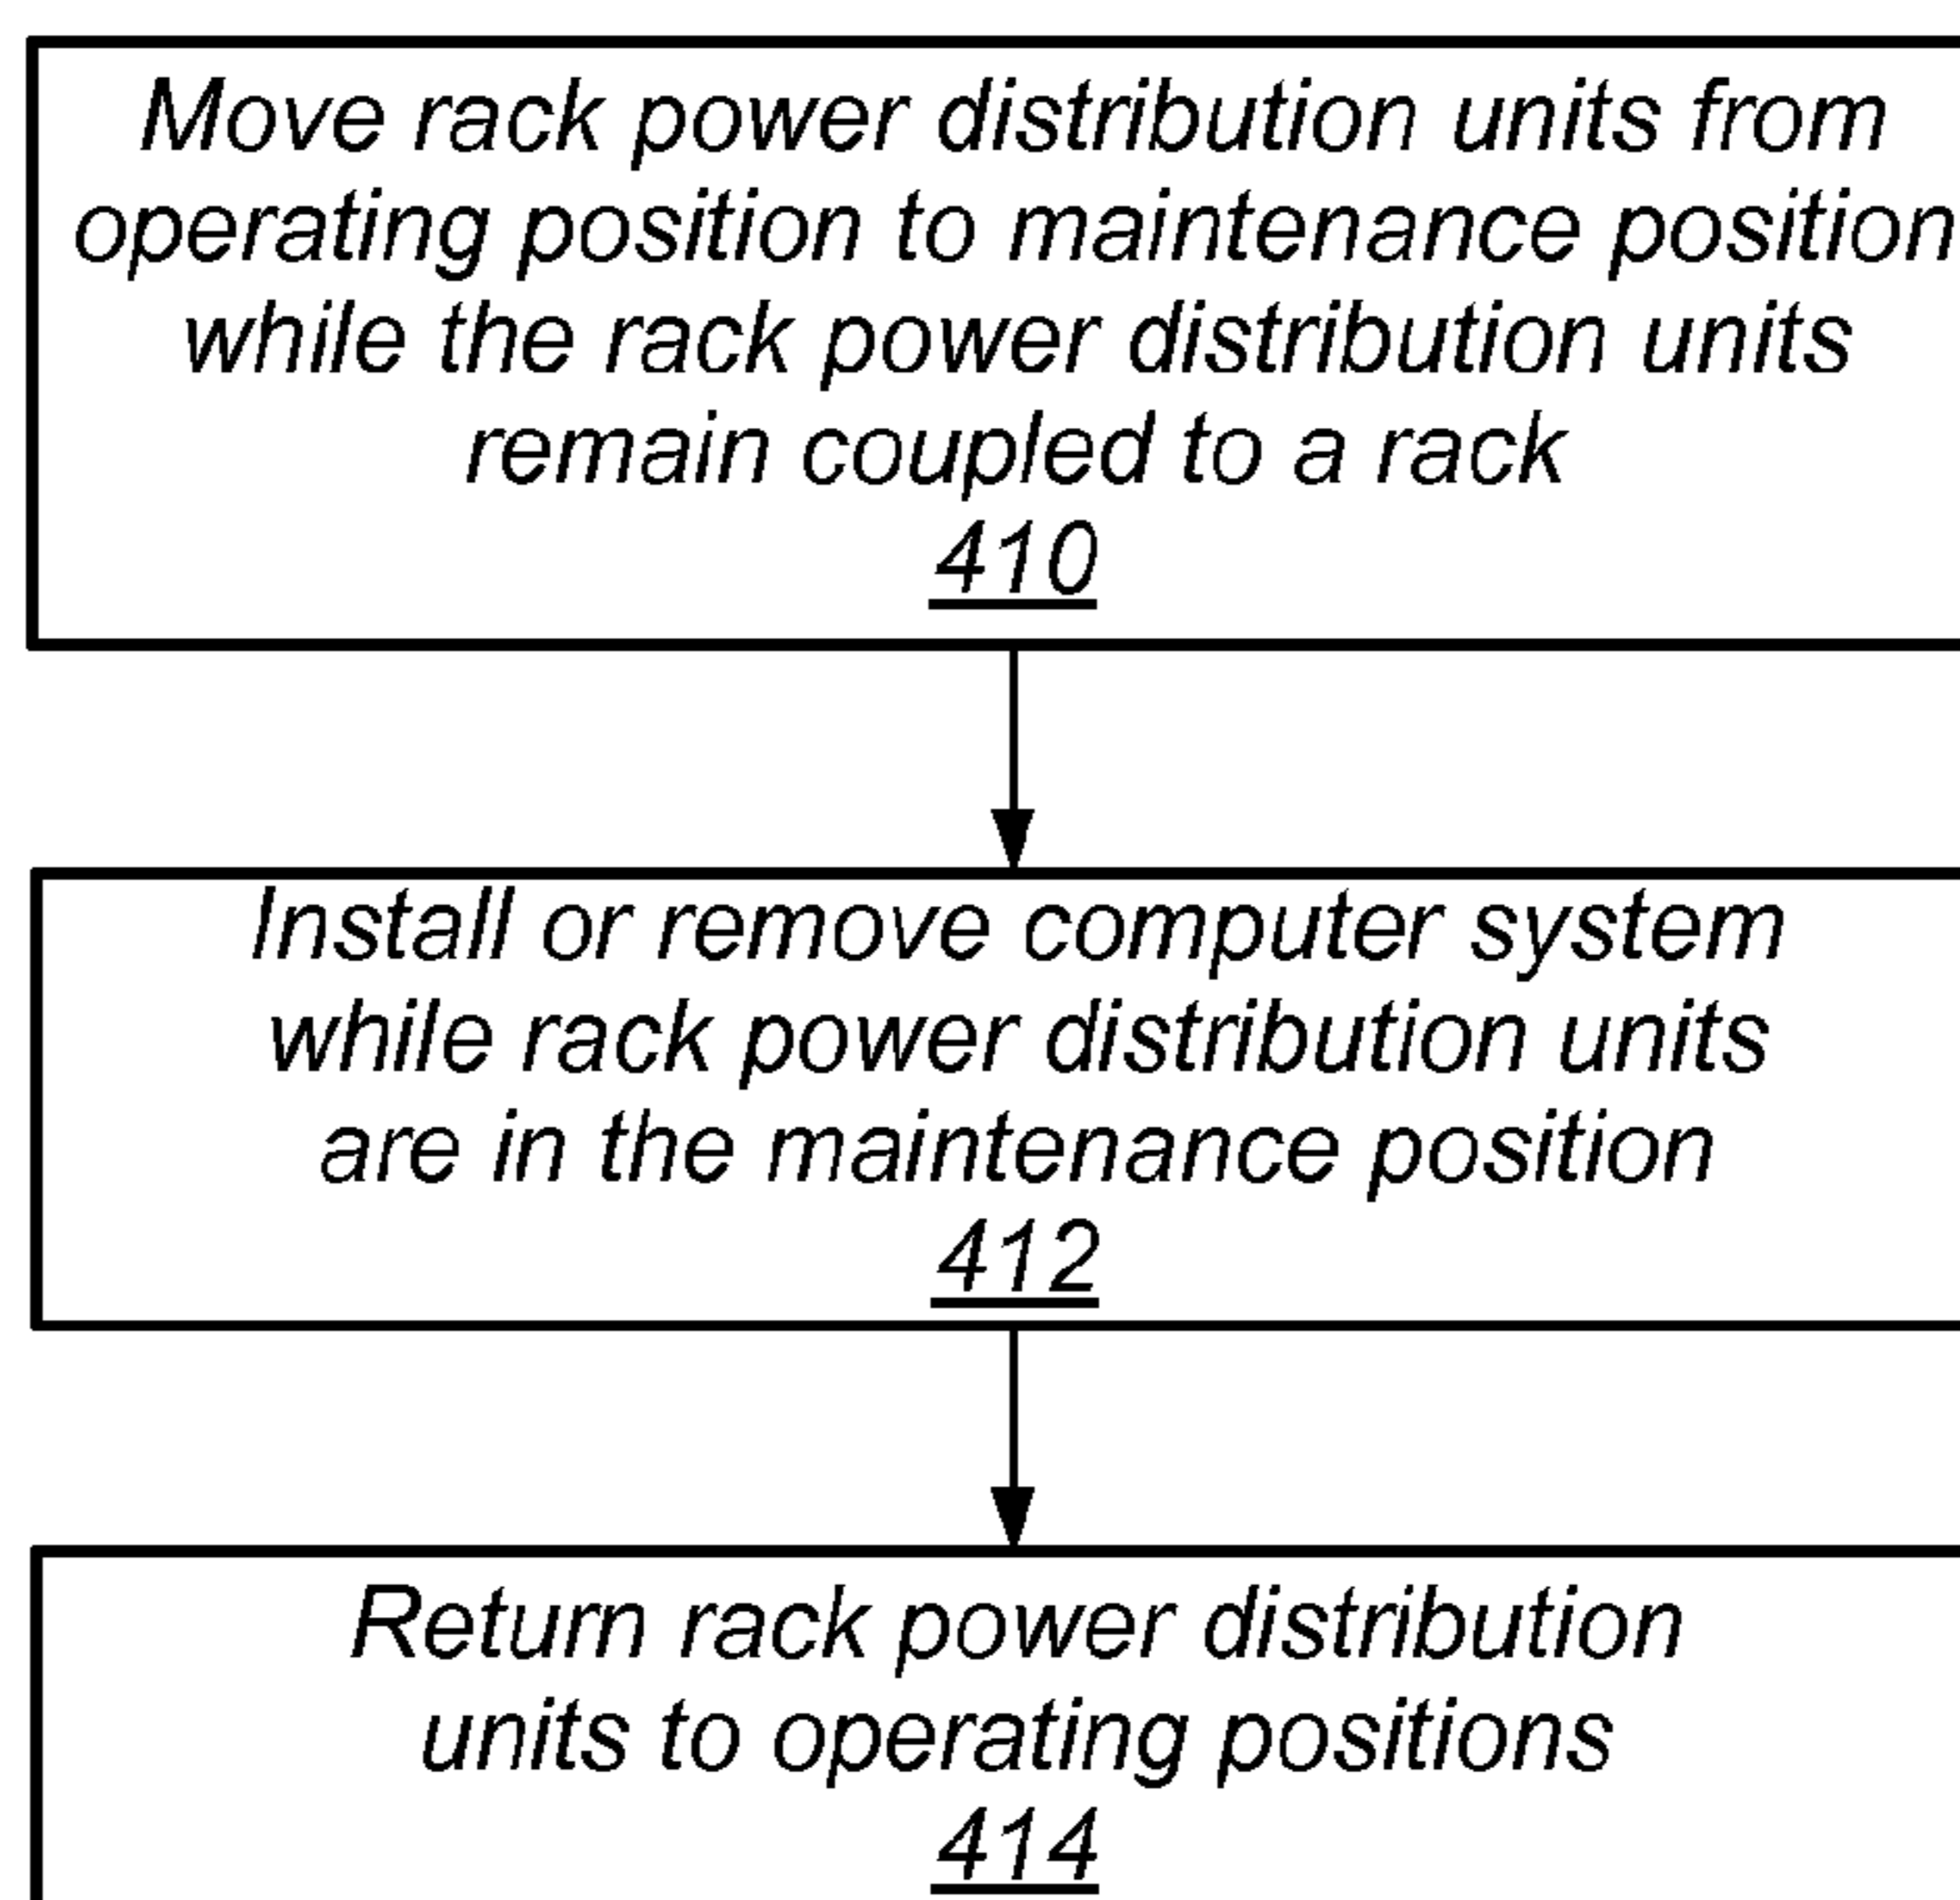 Move rack power distribution units from
operating position to maintenance position
while the rack power distribution units
remain coupled to a rack
410
Install or remove computer system
while rack power distribution units
are in the maintenance position
412
Return rack power distribution
units to operating positions
414